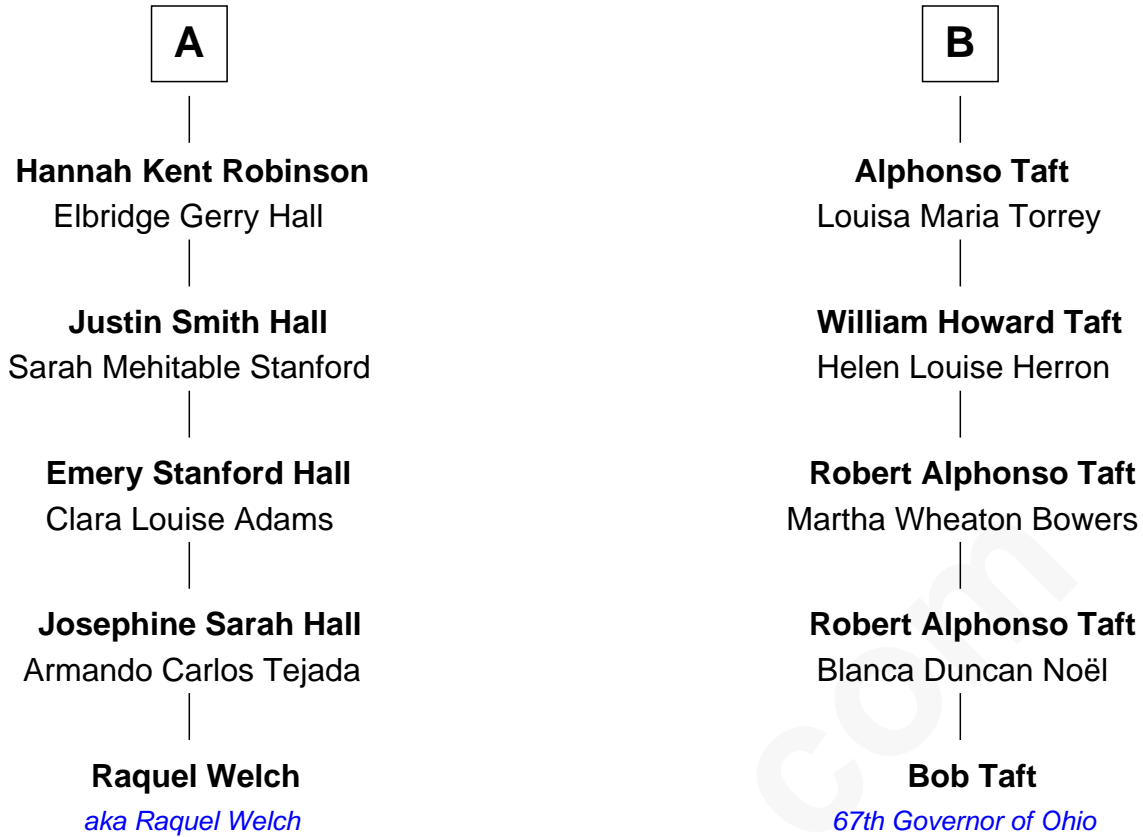 A
Hannah Kent Robinson
Elbridge Gerry Hall
Justin Smith Hall
Sarah Mehitable Stanford
Emery Stanford Hall
Clara Louise Adams
Josephine Sarah Hall
Armando Carlos Tejada
Raquel Welch
aka Raquel Welch
B
Alphonso Taft
Louisa Maria Torrey
William Howard Taft
Helen Louise Herron
Robert Alphonso Taft
Martha Wheaton Bowers
Robert Alphonso Taft
Blanca Duncan Noël
Bob Taft
67th Governor of Ohio
com